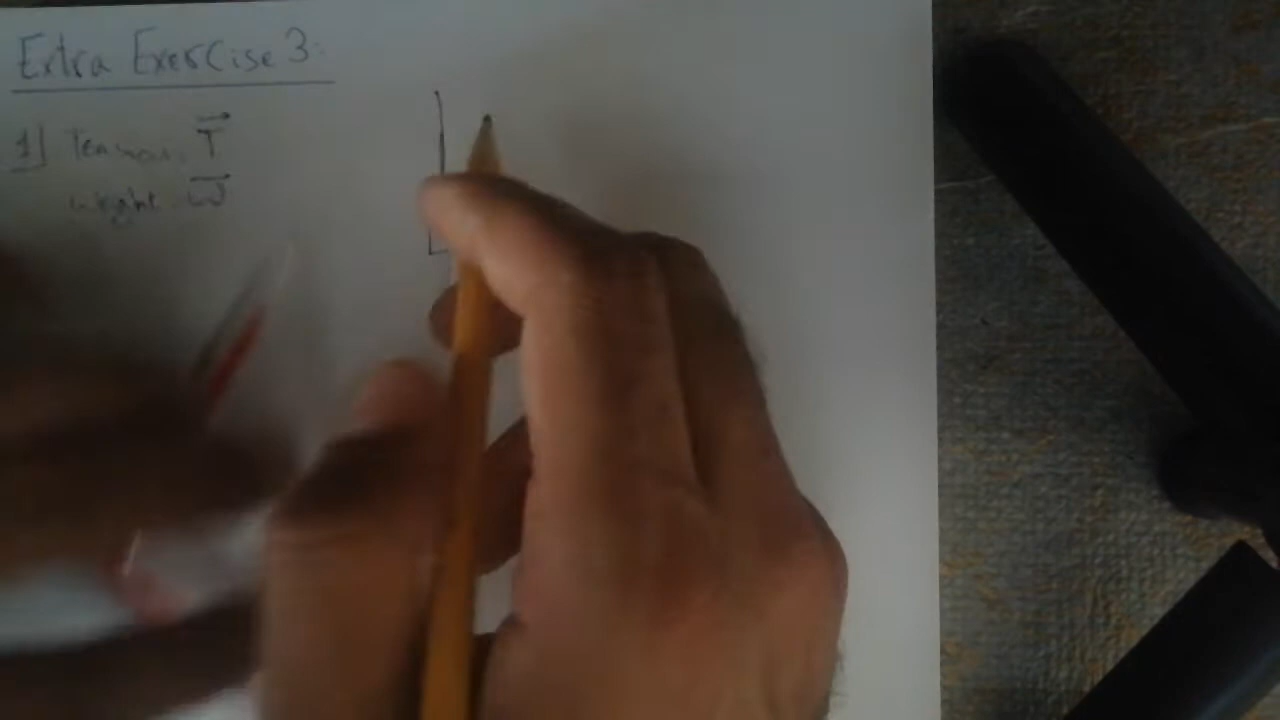 Extra Exercise 3:
1] Tension: T⃗
weight: w⃗